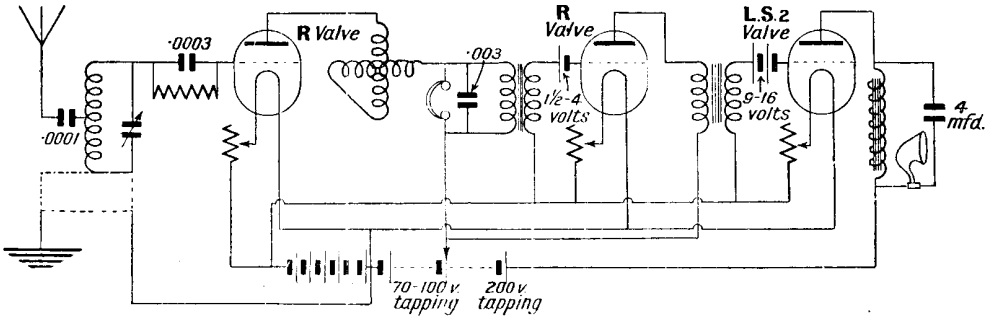 .0003
R Valve
.0001
.003
R
Valve
1½-4
volts
L.S.2
Valve
9-16
volts
4
mfd.
70-100 v.
tapping
200 v.
tapping